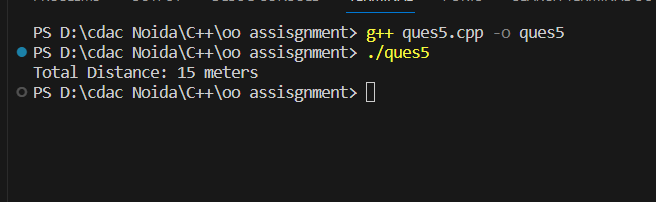 TERMINAL
PS D:\cdac Noida\C++\oo assisgnment> g++ ques5.cpp -o ques5
PS D:\cdac Noida\C++\oo assisgnment> ./ques5
Total Distance: 15 meters
PS D:\cdac Noida\C++\oo assisgnment>